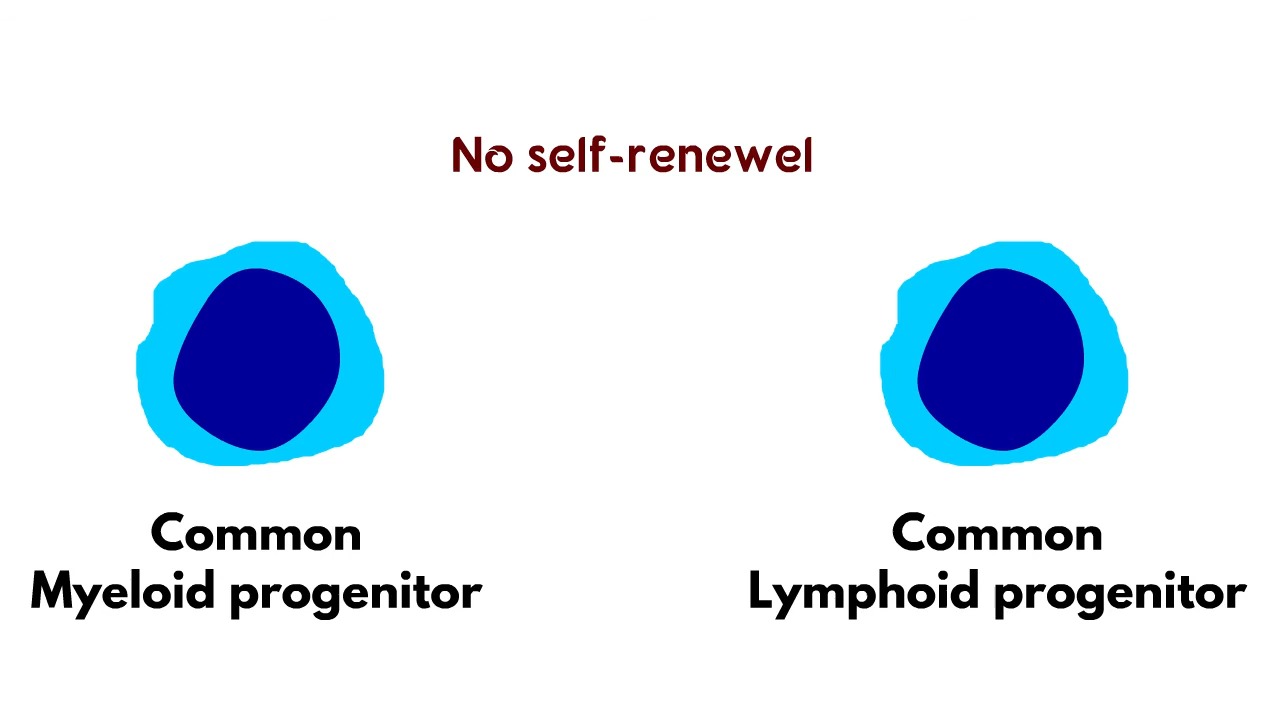 No self-renewel
Common
Myeloid progenitor
Common
Lymphoid progenitor